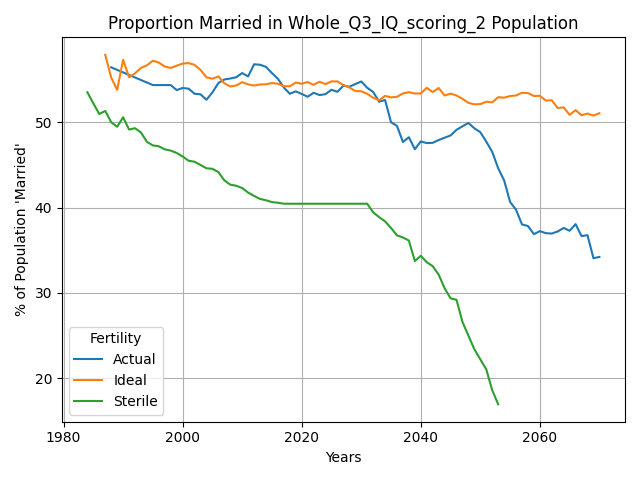 Proportion Married in Whole_Q3_IQ_scoring_2 Population
% of Population 'Married'
50
40
30
20
Fertility
Actual
Ideal
Sterile
1980
2000
2020
2040
2060
Years